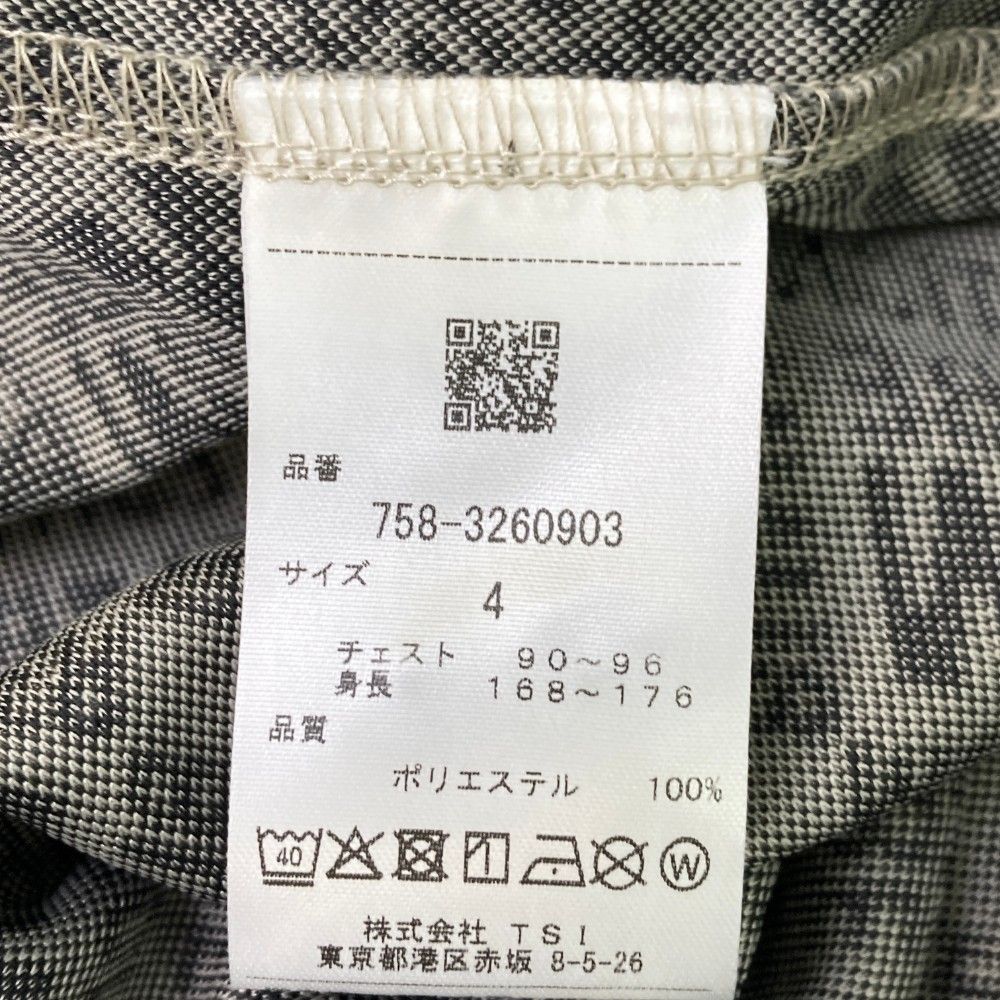 品番
758-3260903
サイズ
4
チェスト 90～96
身長 168～176
品質
ポリエステル 100%
40
W
株式会社 TSI
東京都港区赤坂 8-5-26